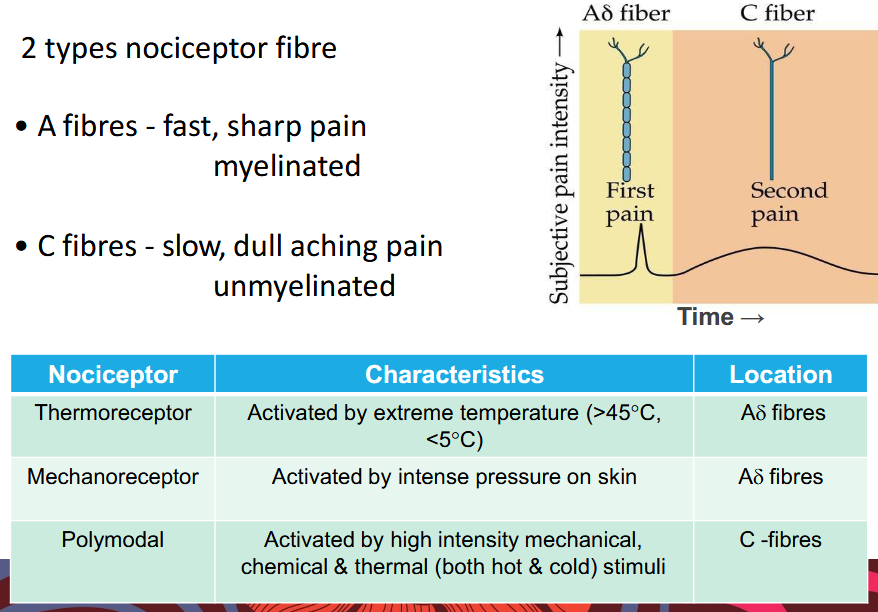 2 types nociceptor fibre
• A fibres - fast, sharp pain
myelinated
• C fibres - slow, dull aching pain
unmyelinated
Aδ fiber
C fiber
Subjective pain intensity →
First
pain
Second
pain
Time →
Nociceptor
Characteristics
Location
Thermoreceptor
Activated by extreme temperature (>45°C,
<5°C)
Aδ fibres
Mechanoreceptor
Activated by intense pressure on skin
Aδ fibres
Polymodal
Activated by high intensity mechanical,
chemical & thermal (both hot & cold) stimuli
C -fibres